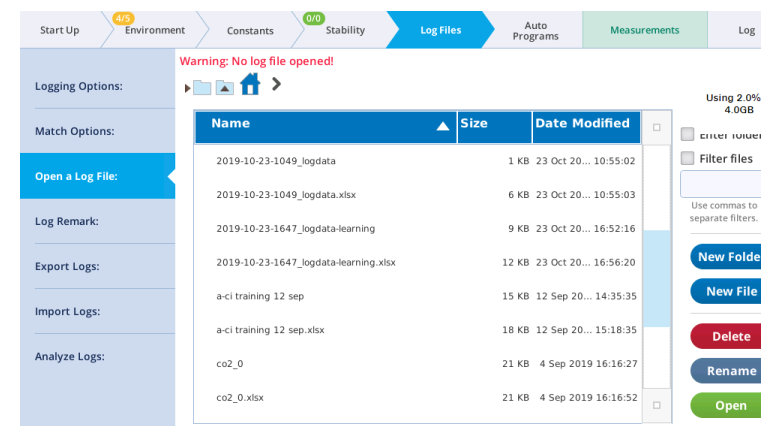 Start Up
4/5
Environment
Constants
0/0
Stability
Log Files
Auto
Programs
Measurements
Log
Warning: No log file opened!
Logging Options:
Match Options:
Open a Log File:
Log Remark:
Export Logs:
Import Logs:
Analyze Logs:
Name Size Date Modified
2019-10-23-1049_logdata 1 KB 23 Oct 20... 10:55:02
2019-10-23-1049_logdata.xlsx 6 KB 23 Oct 20... 10:55:03
2019-10-23-1647_logdata-learning 9 KB 23 Oct 20... 16:52:16
2019-10-23-1647_logdata-learning.xlsx 12 KB 23 Oct 20... 16:56:20
a-ci training 12 sep 15 KB 12 Sep 20... 14:35:35
a-ci training 12 sep.xlsx 18 KB 12 Sep 20... 15:18:35
co2_0 21 KB 4 Sep 2019 16:16:27
co2_0.xlsx 21 KB 4 Sep 2019 16:16:52
Using 2.0%
4.0GB
Enter folder
Filter files
Use commas to
separate filters.
New Folde
New File
Delete
Rename
Open